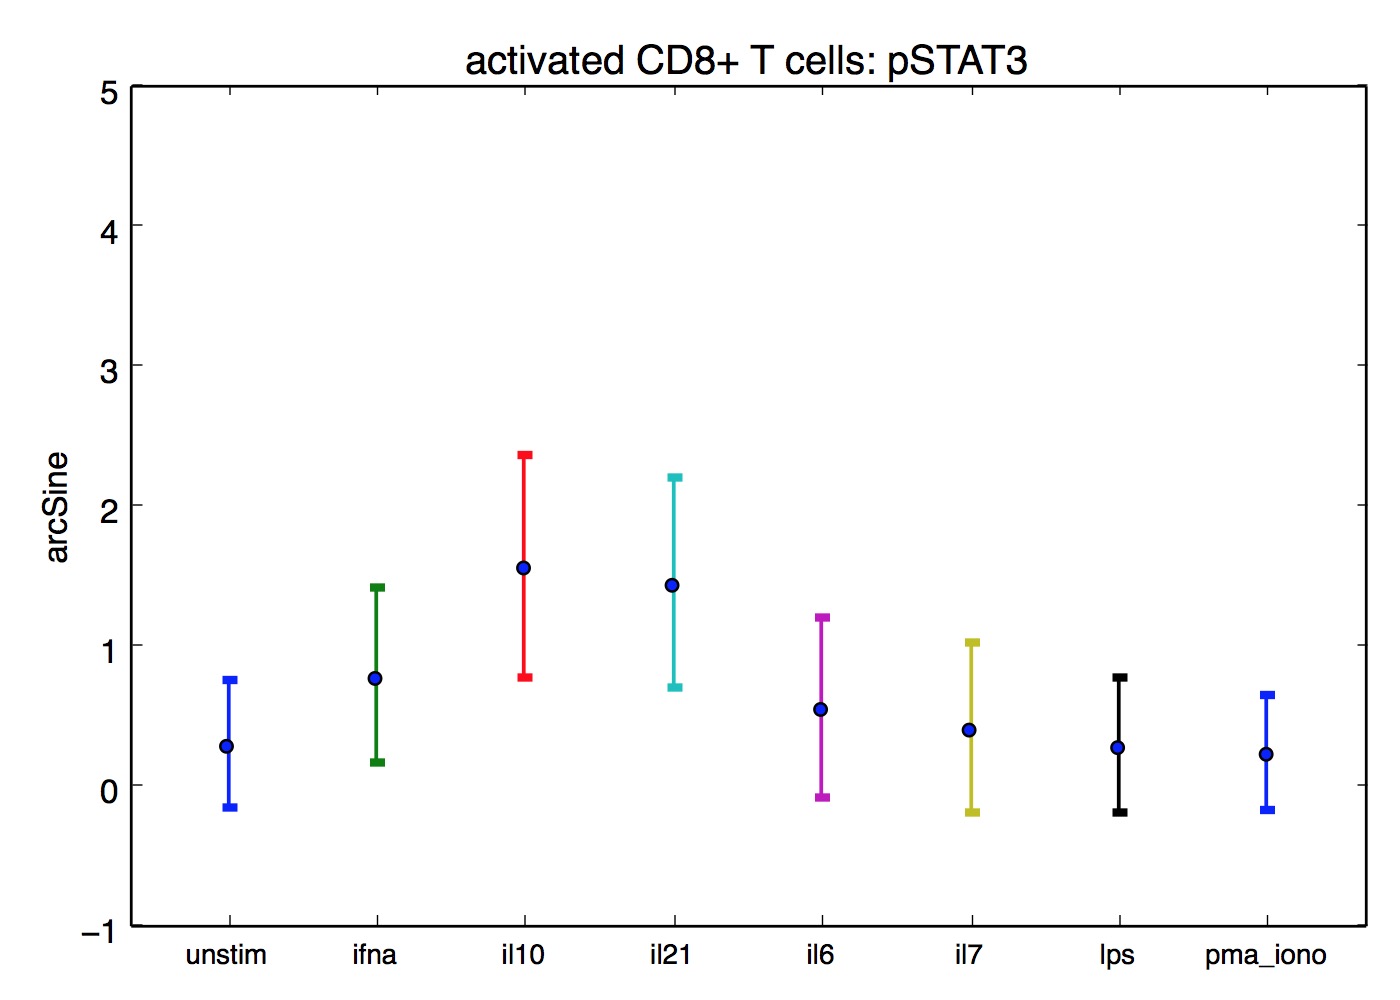 activated CD8+ T cells: pSTAT3
5
4
3
2
1
0
−1
arcSine
unstim ifna il10 il21 il6 il7 lps pma_iono